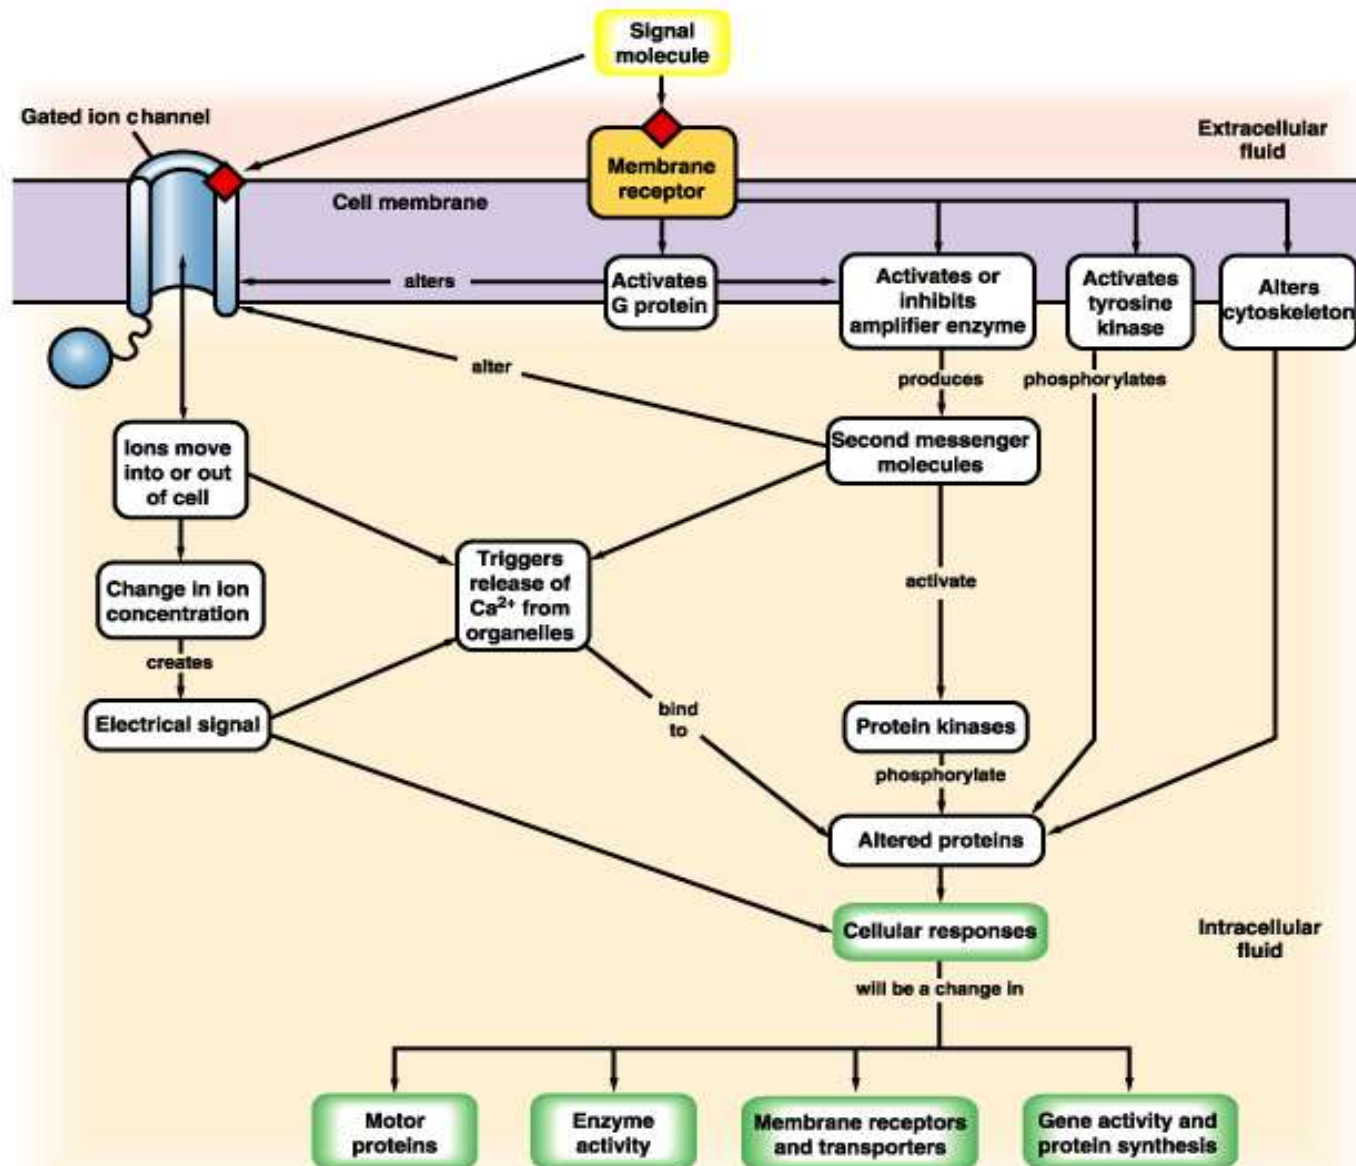 Signal
molecule
Gated ion channel
Extracellular
fluid
Membrane
receptor
Cell membrane
alters
Activates
G protein
Activates or
inhibits
amplifier enzyme
Activates
tyrosine
kinase
Alters
cytoskeleton
alter
produces
phosphorylates
Ions move
into or out
of cell
Second messenger
molecules
Triggers
release of
Ca²⁺ from
organelles
Change in ion
concentration
activate
creates
Electrical signal
bind
to
Protein kinases
phosphorylate
Altered proteins
Cellular responses
Intracellular
fluid
will be a change in
Motor
proteins
Enzyme
activity
Membrane receptors
and transporters
Gene activity and
protein synthesis